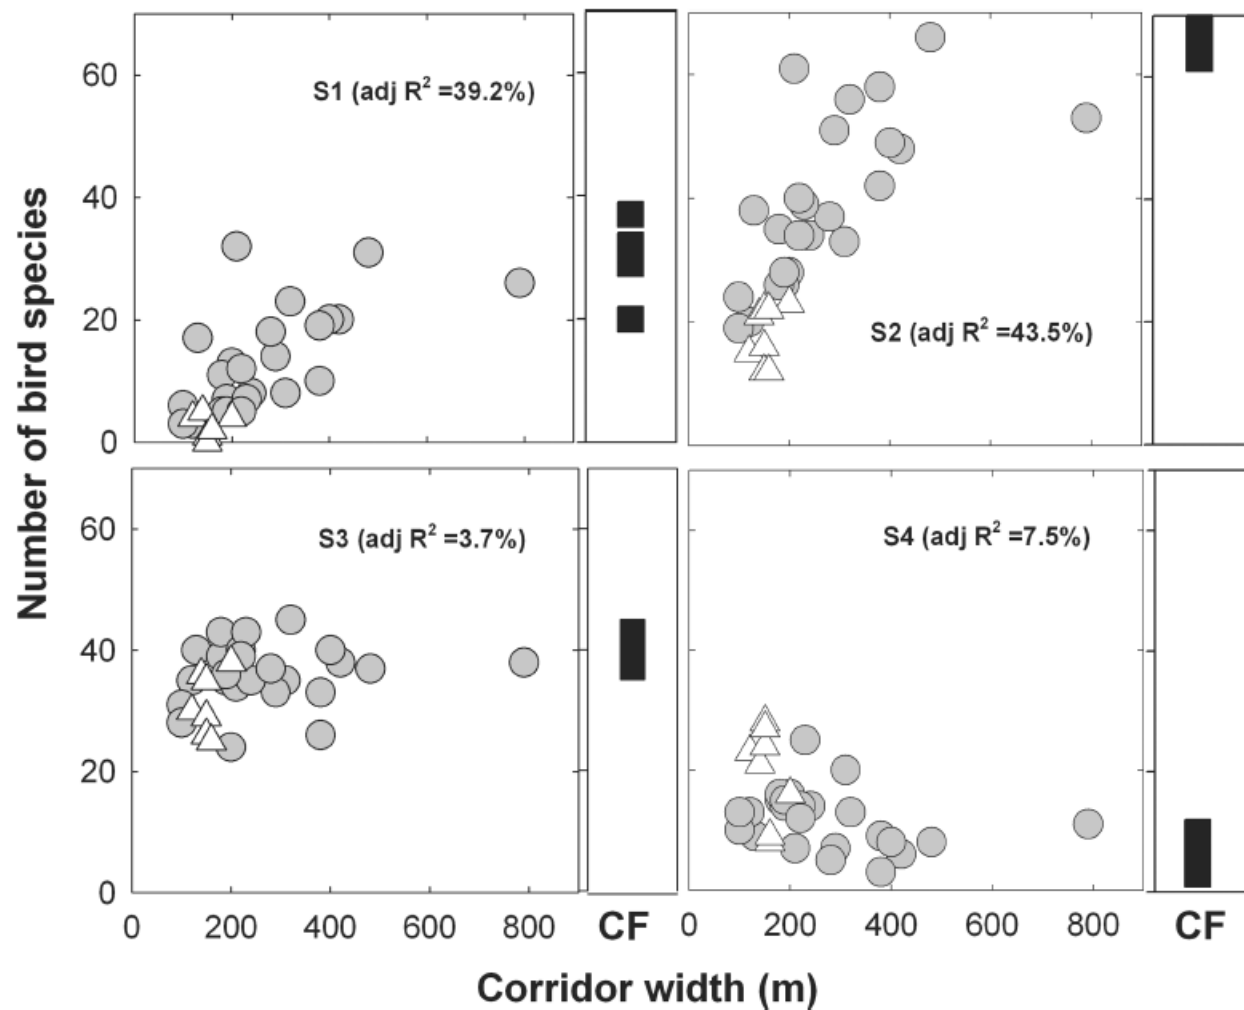 Number of bird species
60
40
20
0
S1 (adj R² =39.2%)
S2 (adj R² =43.5%)
60
40
20
0
S3 (adj R² =3.7%)
S4 (adj R² =7.5%)
0 200 400 600 800 CF 0 200 400 600 800 CF
Corridor width (m)